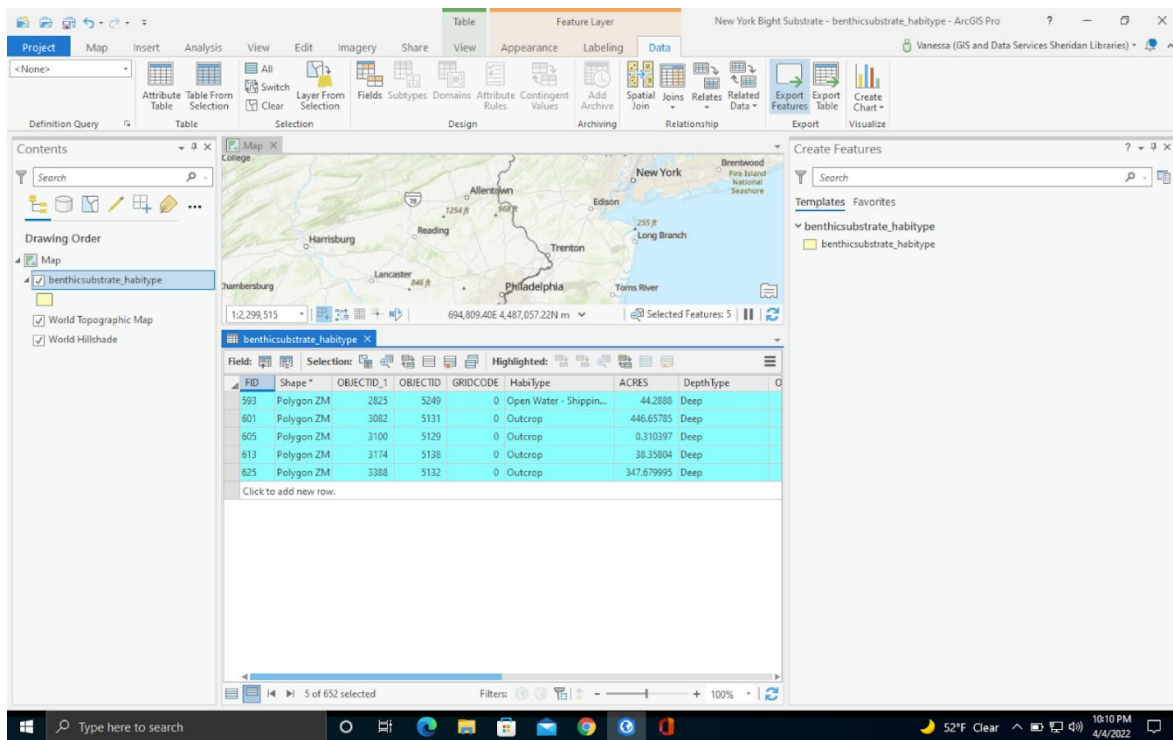 Table Feature Layer New York Bight Substrate - benthicsubstrate_habitype - ArcGIS Pro ?
Project Map Insert Analysis View Edit Imagery Share View Appearance Labeling Data Vanessa (GIS and Data Services Sheridan Libraries)
<None>
Attribute Table
Table From Selection
All
Switch
Clear
Layer From Selection
Fields
Subtypes
Domains
Attribute Rules
Contingent Values
Add Archive
Spatial Join
Joins
Relates
Related Data
Export Features
Export Table
Create Chart
Definition Query Table Selection Design Archiving Relationship Export Visualize
Contents
Search
Drawing Order
Map
benthicsubstrate_habitype
World Topographic Map
World Hillshade
Map
College
New York
Brentwood
Fire Island
National
Seashore
78
Allentown
1254 ft
968 ft
Edison
Reading
255 ft
Long Branch
Harrisburg
Trenton
Lancaster
846 ft
hambersburg
Philadelphia
Toms River
1:2,299,515 694,809.40E 4,487,057.22N m Selected Features: 5
benthicsubstrate_habitype
Field: Selection: Highlighted:
FID Shape * OBJECTID_1 OBJECTID GRIDCODE HabiType ACRES DepthType O
593 Polygon ZM 2825 5249 0 Open Water - Shippin... 44.2888 Deep
601 Polygon ZM 3082 5131 0 Outcrop 446.65785 Deep
605 Polygon ZM 3100 5129 0 Outcrop 0.310397 Deep
613 Polygon ZM 3174 5138 0 Outcrop 38.35804 Deep
625 Polygon ZM 3388 5132 0 Outcrop 347.679995 Deep
Click to add new row.
5 of 652 selected Filters: 100%
Create Features ?
Search
Templates Favorites
benthicsubstrate_habitype
benthicsubstrate_habitype
Type here to search 52°F Clear 10:10 PM
4/4/2022